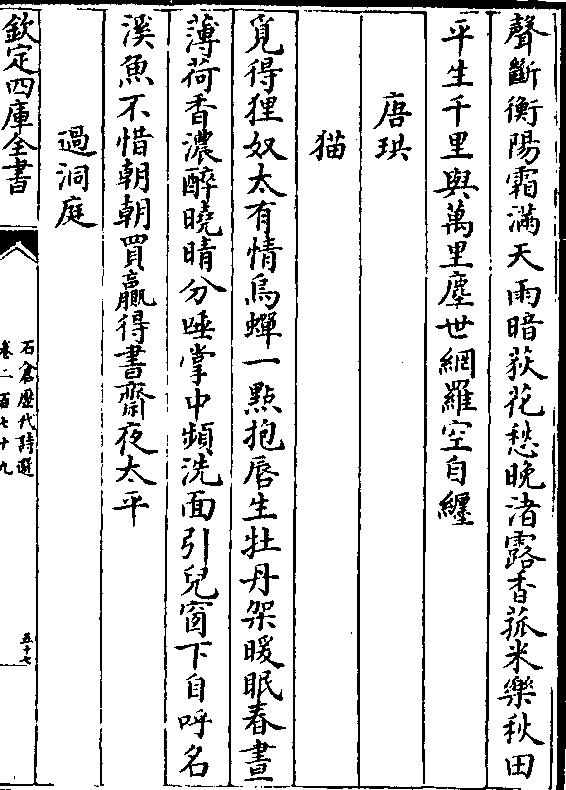 聲斷衡陽霜滿天雨暗荻花愁晚渚露香菰米樂秋田
平生千里與萬里塵世網羅空自纏
唐珙
猫
覓得狸奴太有情烏蟬一點抱唇生牡丹架暖眠春晝
薄荷香濃醉曉晴分唾掌中頻洗面引兒窗下自呼名
溪魚不惜朝朝買贏得書齋夜太平
過洞庭
欽定四庫全書
石倉歴代詩選
卷二百七十九
五十七